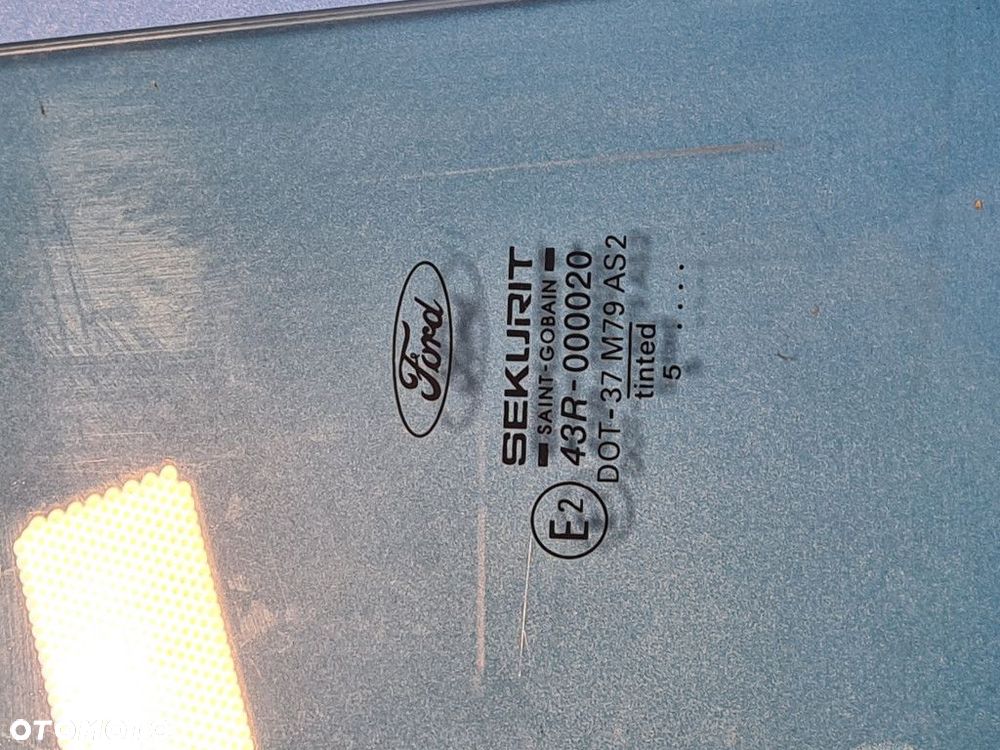 Ford
SEKURIT
SAINT-GOBAIN
E2 43R-000020
DOT-37 M79 AS2
tinted
5 ....
OTOMOTO